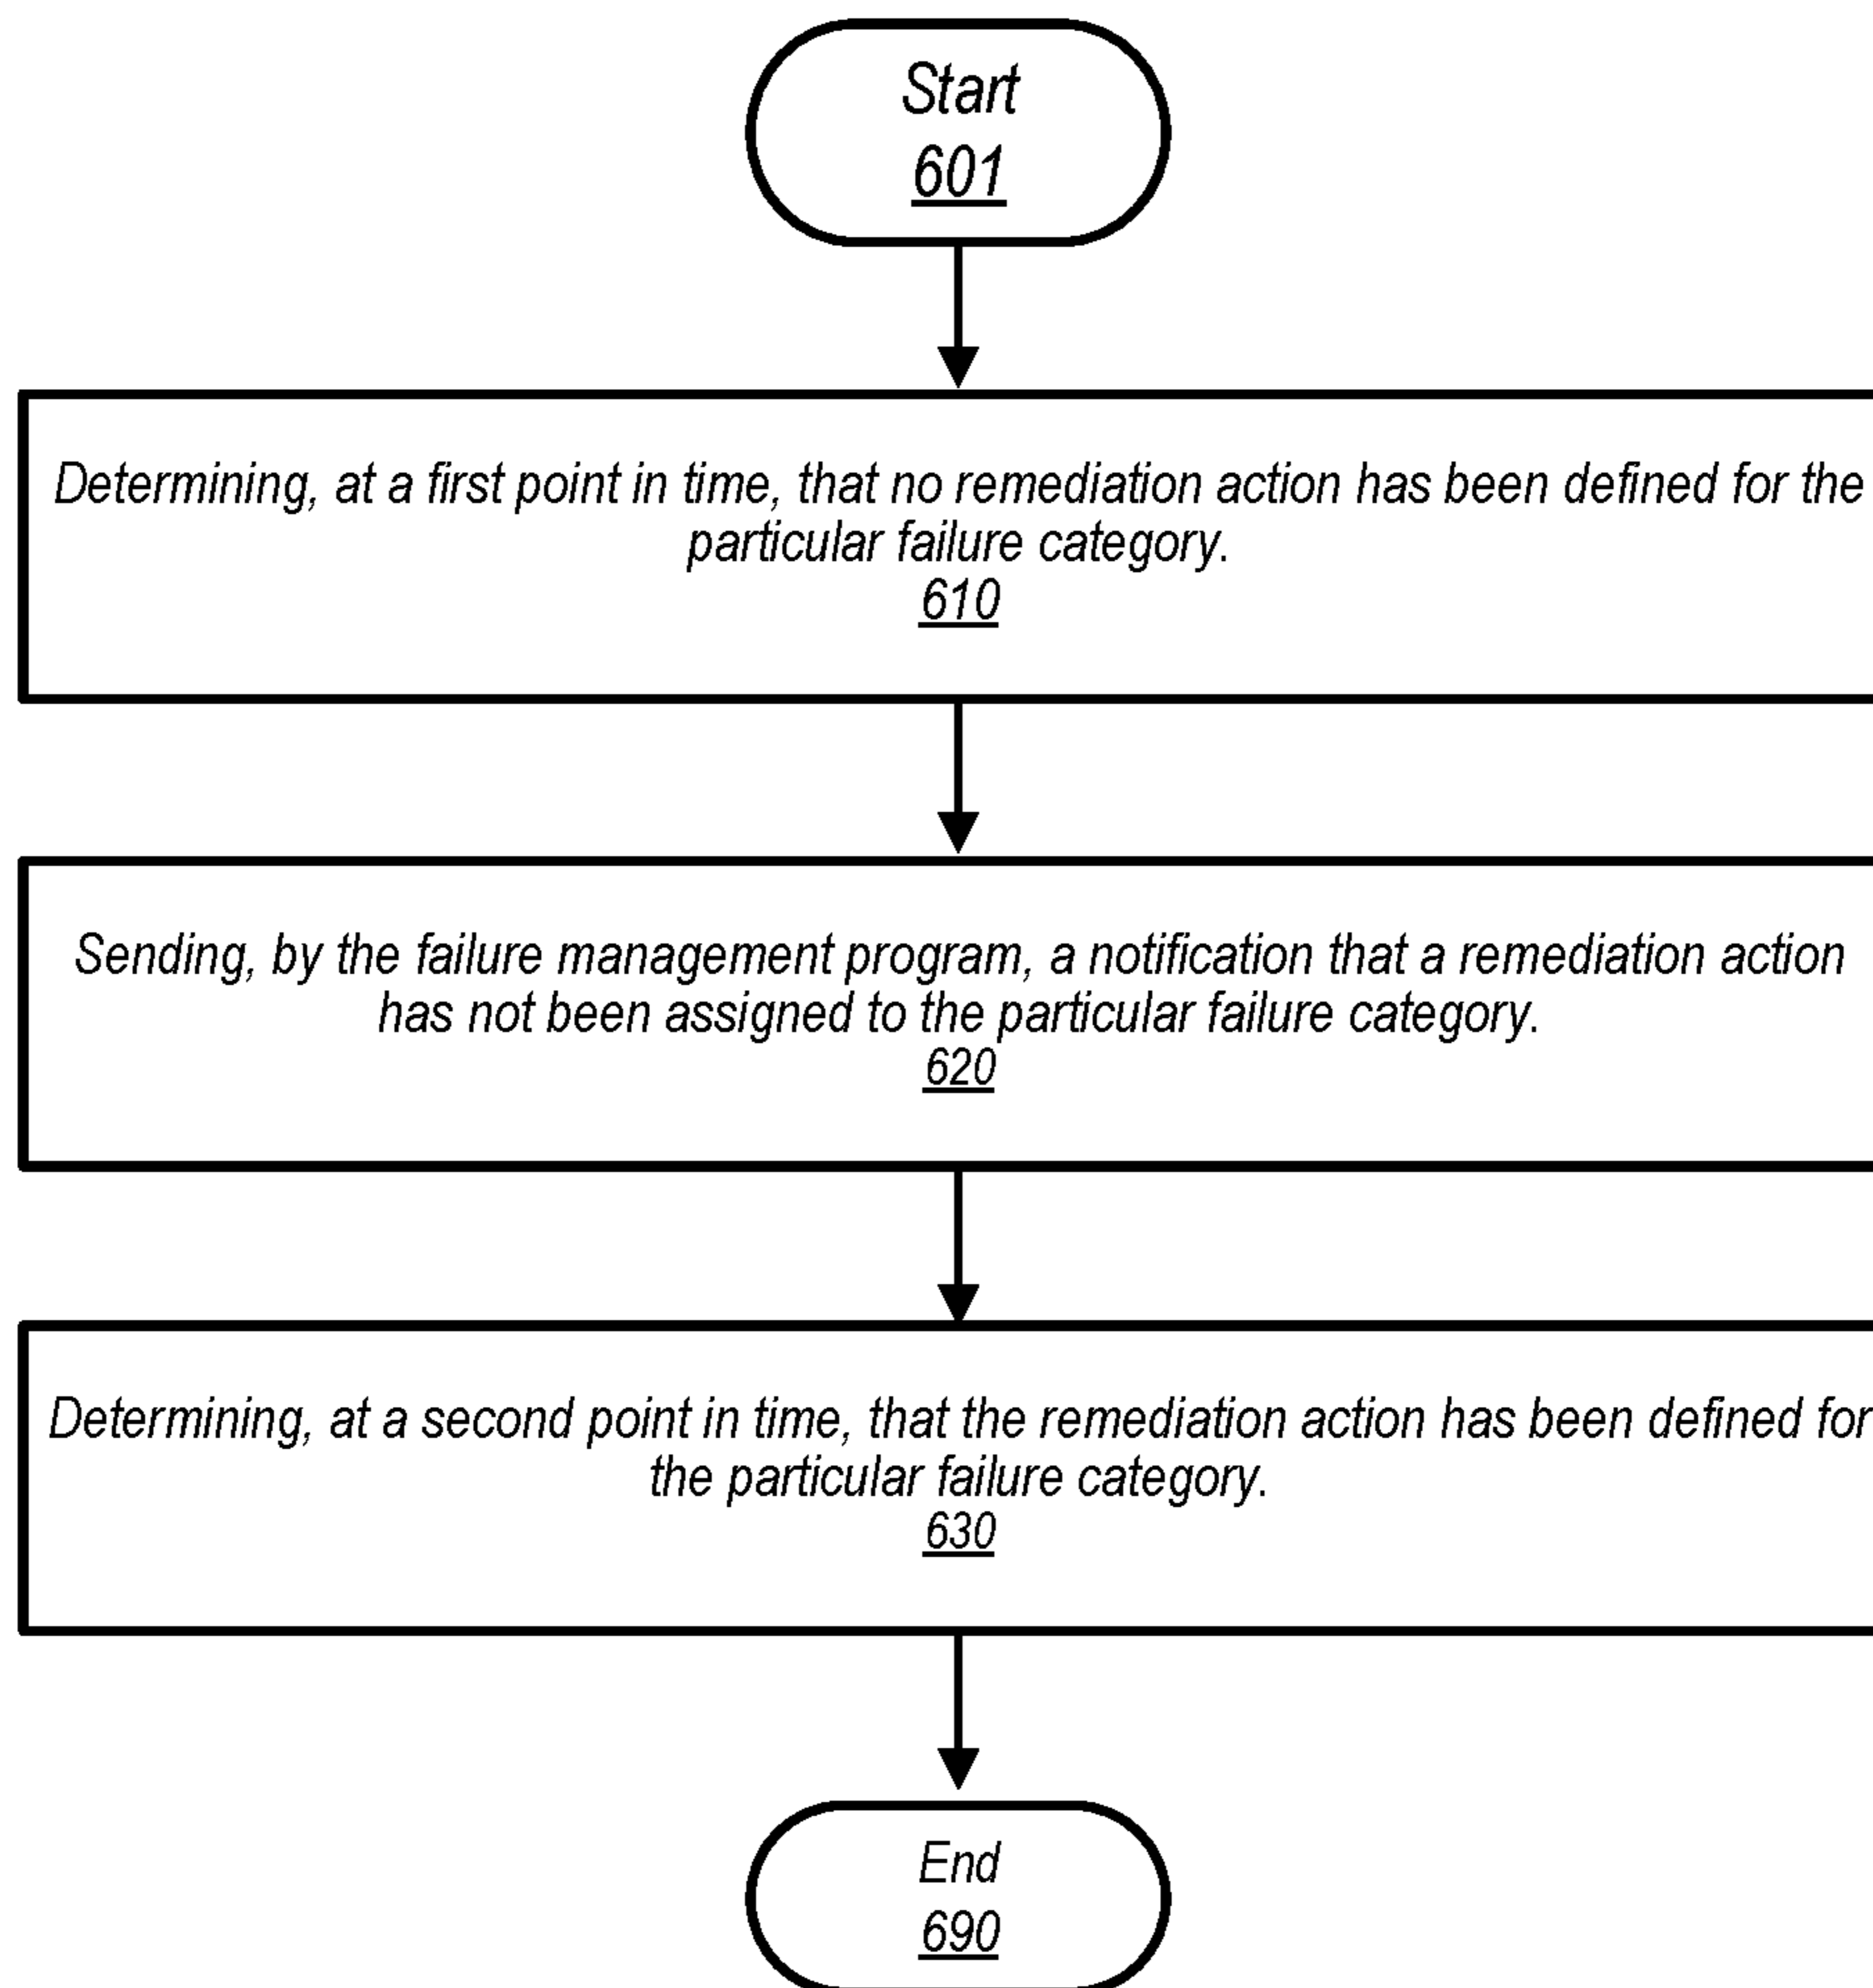 Start
601
Determining, at a first point in time, that no remediation action has been defined for the
particular failure category.
610
Sending, by the failure management program, a notification that a remediation action
has not been assigned to the particular failure category.
620
Determining, at a second point in time, that the remediation action has been defined for
the particular failure category.
630
End
690